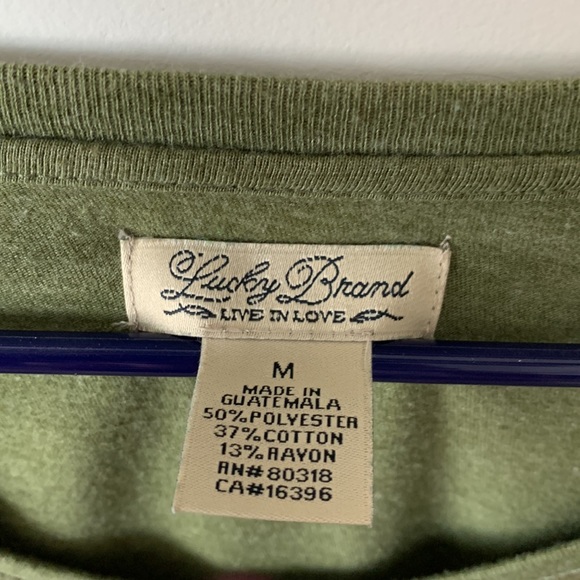 Lucky Brand
LIVE IN LOVE
M
MADE IN
GUATEMALA
50%POLYESTER
37%COTTON
13%RAYON
RN#80318
CA#16396